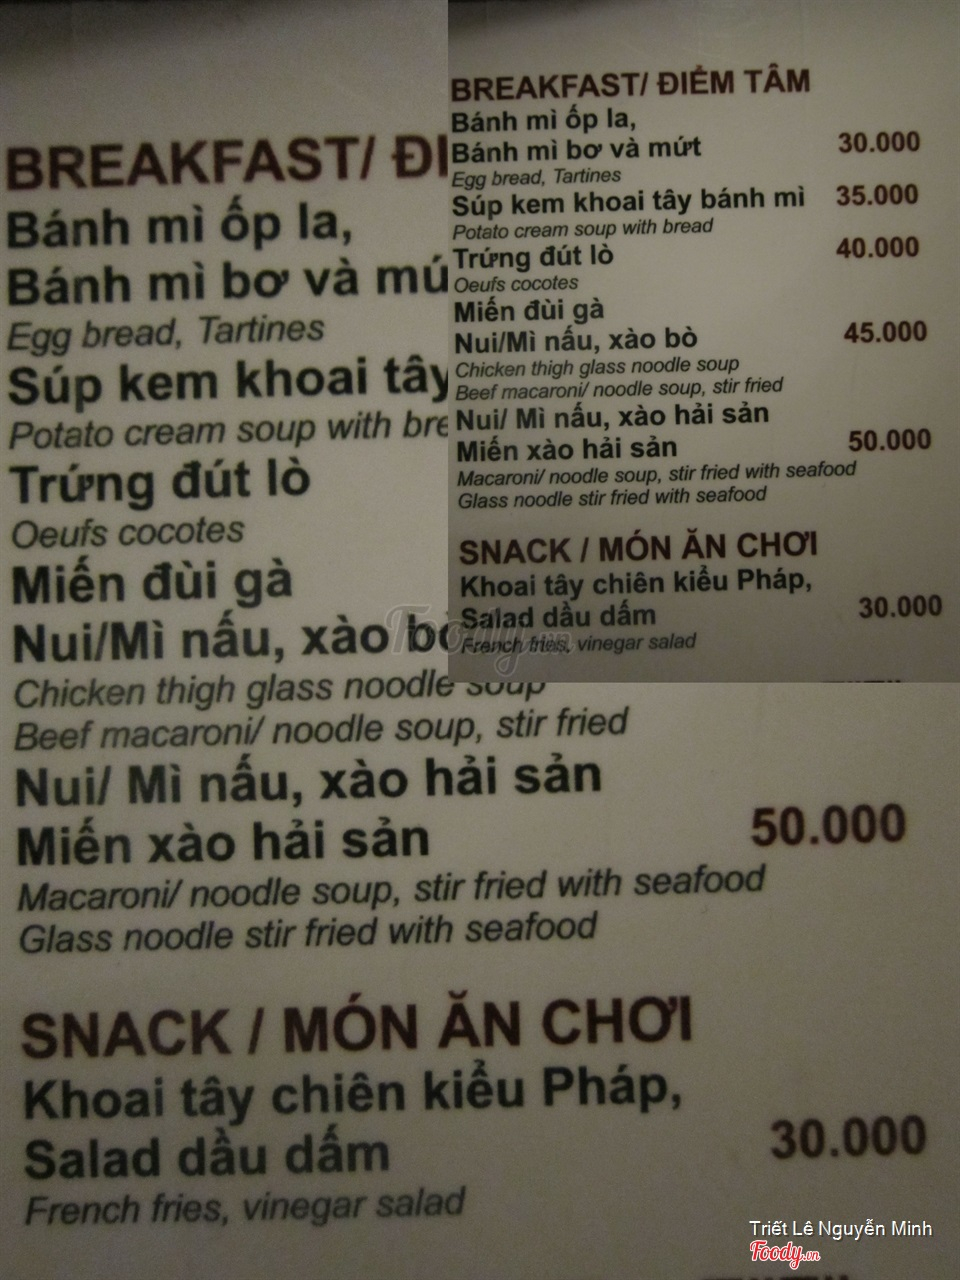 BREAKFAST/ ĐI
Bánh mì ốp la,
Bánh mì bơ và mứ
Egg bread, Tartines
Súp kem khoai tây
Potato cream soup with bre
Trứng đút lò
Oeufs cocotes
Miến đùi gà
Nui/Mì nấu, xào bò
Chicken thigh glass noodle soup
Beef macaroni/ noodle soup, stir fried
Nui/ Mì nấu, xào hải sản
Miến xào hải sản 50.000
Macaroni/ noodle soup, stir fried with seafood
Glass noodle stir fried with seafood
SNACK / MÓN ĂN CHƠI
Khoai tây chiên kiểu Pháp,
Salad dầu dấm 30.000
French fries, vinegar salad
BREAKFAST/ ĐIỂM TÂM
Bánh mì ốp la,
Bánh mì bơ và mứt 30.000
Egg bread, Tartines
Súp kem khoai tây bánh mì 35.000
Potato cream soup with bread
Trứng đút lò 40.000
Oeufs cocotes
Miến đùi gà
Nui/Mì nấu, xào bò 45.000
Chicken thigh glass noodle soup
Beef macaroni/ noodle soup, stir fried
Nui/ Mì nấu, xào hải sản
Miến xào hải sản 50.000
Macaroni/ noodle soup, stir fried with seafood
Glass noodle stir fried with seafood
SNACK / MÓN ĂN CHƠI
Khoai tây chiên kiểu Pháp,
Salad dầu dấm 30.000
French fries, vinegar salad
Foody.vn
Triết Lê Nguyễn Minh
Foody.vn